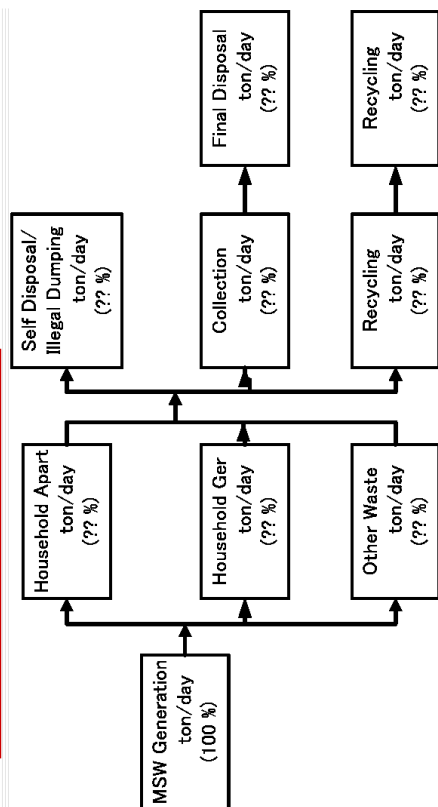 MSW Generation
ton/day
(100 %)
Household Apart
ton/day
(?? %)
Household Ger
ton/day
(?? %)
Other Waste
ton/day
(?? %)
Self Disposal/
Illegal Dumping
ton/day
(?? %)
Collection
ton/day
(?? %)
Recycling
ton/day
(?? %)
Final Disposal
ton/day
(?? %)
Recycling
ton/day
(?? %)